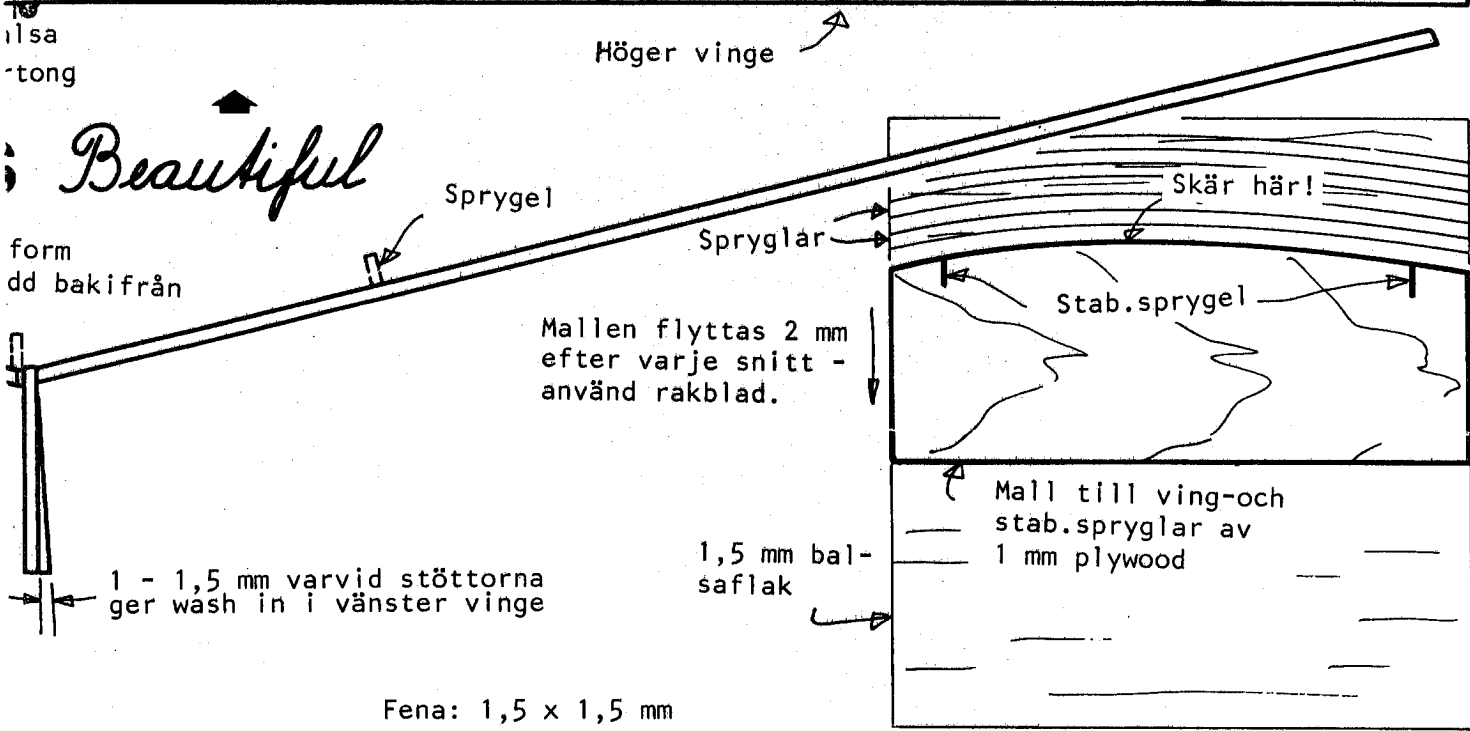 Höger vinge
Beautiful
Sprygel
form
bakifrån
Skär här!
Spryglar
Stab.sprygel
Mallen flyttas 2 mm
efter varje snitt -
använd rakblad.
Mall till ving-och
stab.spryglar av
1 mm plywood
1,5 mm bal-
saflak
1 - 1,5 mm varvid stöttorna
ger wash in i vänster vinge
Fena: 1,5 x 1,5 mm